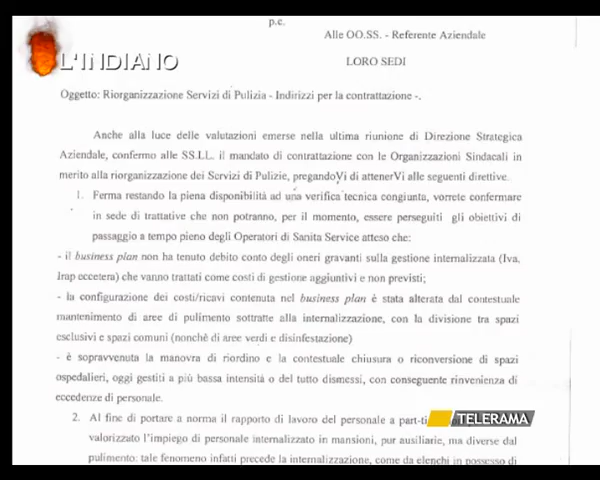 p.c.
Alle OO.SS. - Referente Aziendale
L'INDIANO
LORO SEDI
Oggetto: Riorganizzazione Servizi di Pulizia - Indirizzi per la contrattazione -.
Anche alla luce delle valutazioni emerse nella ultima riunione di Direzione Strategica
Aziendale, confermo alle SS.LL. il mandato di contrattazione con le Organizzazioni Sindacali in
merito alla riorganizzazione dei Servizi di Pulizie, pregandoVi di attenerVi alle seguenti direttive.
1. Ferma restando la piena disponibilità ad una verifica tecnica congiunta, vorrete confermare
in sede di trattative che non potranno, per il momento, essere perseguiti gli obiettivi di
passaggio a tempo pieno degli Operatori di Sanita Service atteso che:
- il business plan non ha tenuto debito conto degli oneri gravanti sulla gestione internalizzata (Iva,
Irap eccetera) che vanno trattati come costi di gestione aggiuntivi e non previsti;
- la configurazione dei costi/ricavi contenuta nel business plan è stata alterata dal contestuale
mantenimento di aree di pulimento sottratte alla internalizzazione, con la divisione tra spazi
esclusivi e spazi comuni (nonchè di aree verdi e disinfestazione)
- è sopravvenuta la manovra di riordino e la contestuale chiusura o riconversione di spazi
ospedalieri, oggi gestiti a più bassa intensità o del tutto dismessi, con conseguente rinvenienza di
eccedenze di personale.
2. Al fine di portare a norma il rapporto di lavoro del personale a part-ti
TELERAMA
valorizzato l'impiego di personale internalizzato in mansioni, pur ausiliarie, ma diverse dal
pulimento: tale fenomeno infatti precede la internalizzazione, come da elenchi in possesso di